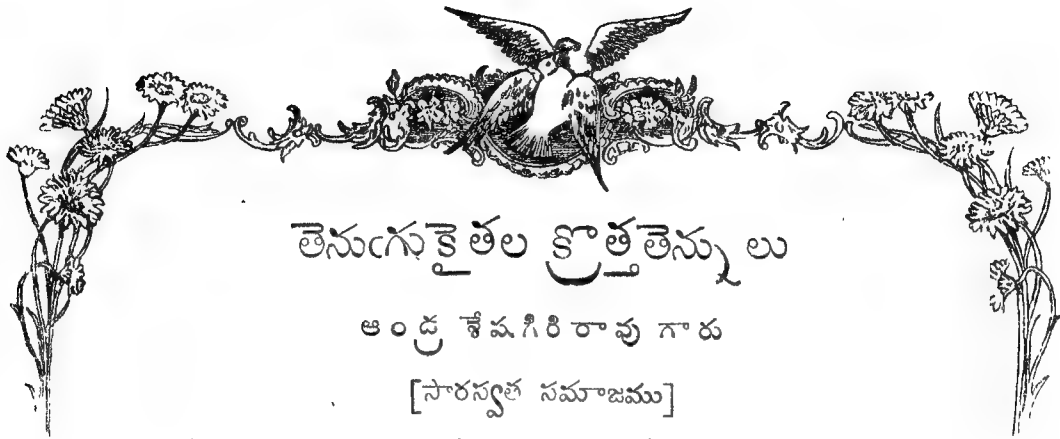 తెనుఁగుకైతల క్రొత్తతెన్నులు
ఆండ్ర శేషగిరిరావు గారు
[సారస్వత సమాజము]